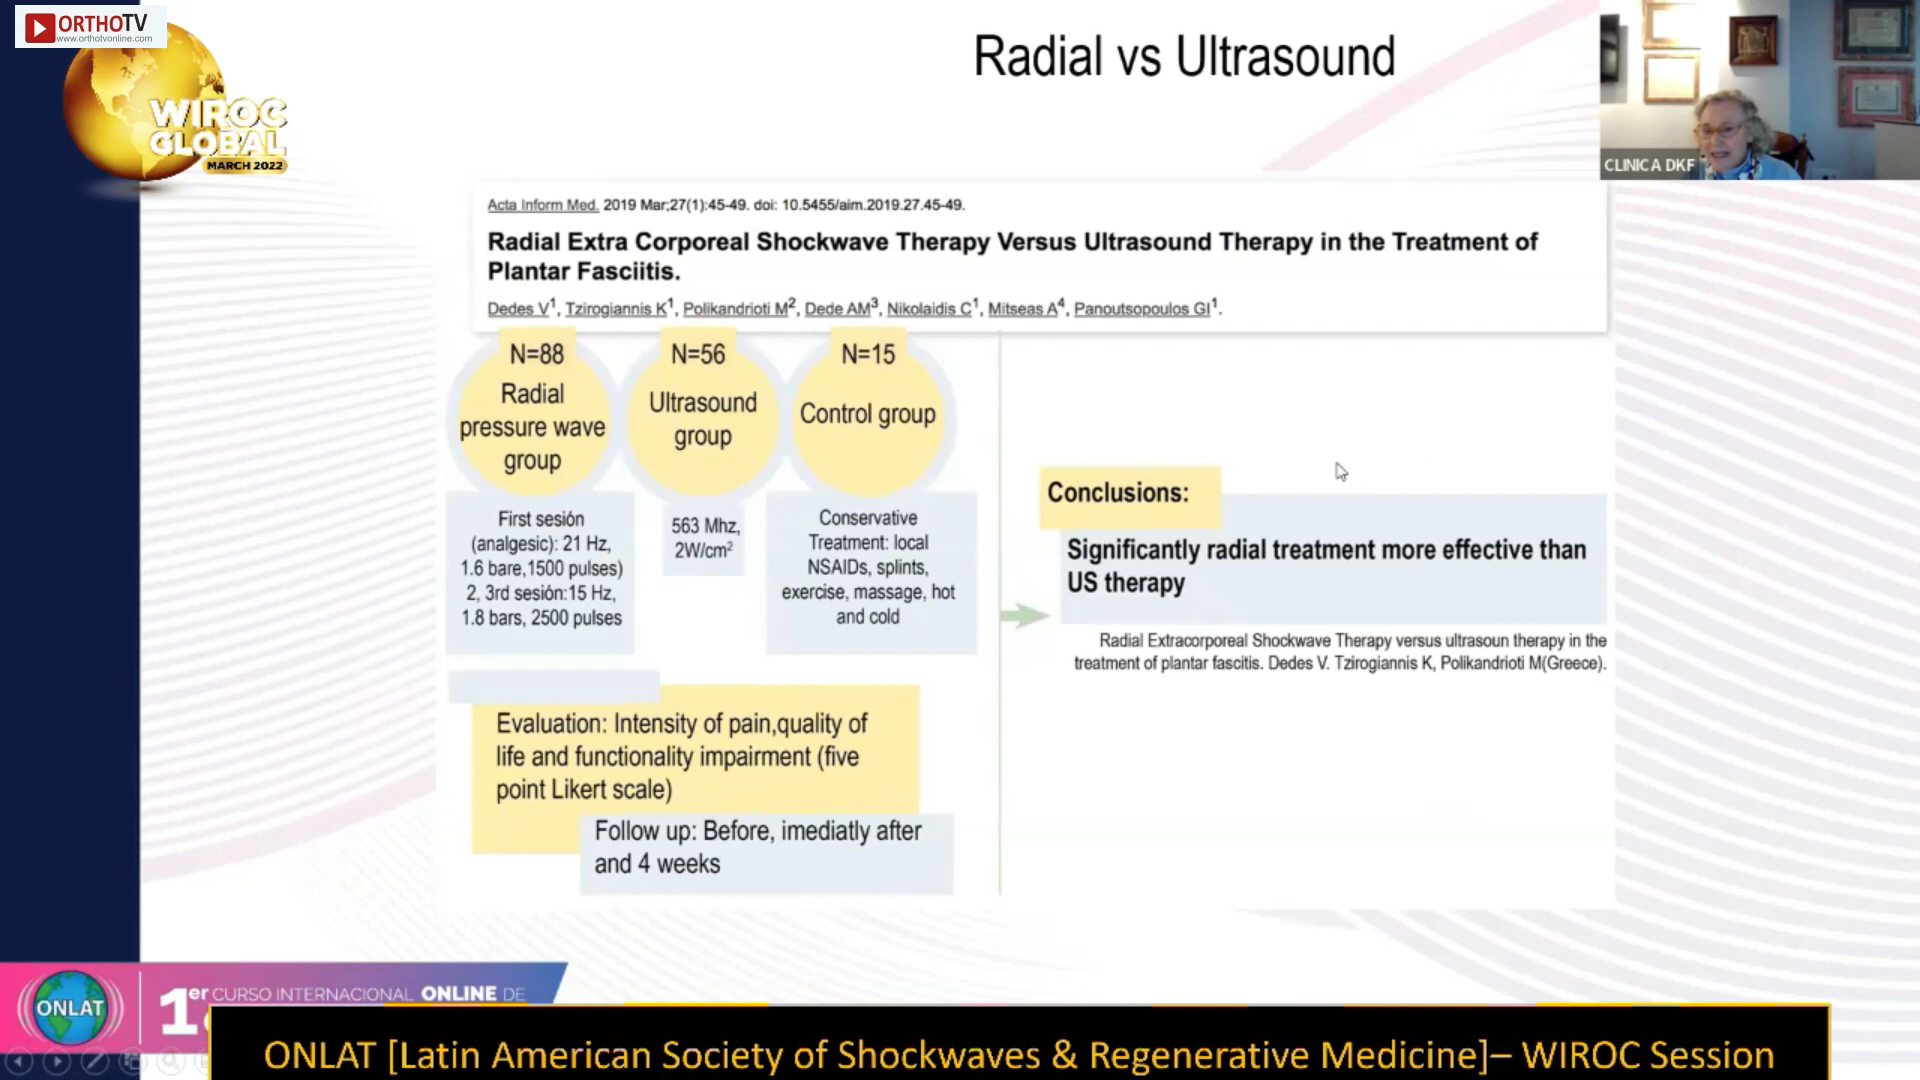 ORTHOTV
www.orthotvonline.com
WIROC
GLOBAL
MARCH 2022
Radial vs Ultrasound
CLINICA DKF
Acta Inform Med. 2019 Mar;27(1):45-49. doi: 10.5455/aim.2019.27.45-49.
Radial Extra Corporeal Shockwave Therapy Versus Ultrasound Therapy in the Treatment of
Plantar Fasciitis.
Dedes V1, Tzirogiannis K1, Polikandrioti M2, Dede AM3, Nikolaidis C1, Mitseas A4, Panoutsopoulos GI1.
N=88
Radial
pressure wave
group
First sesión
(analgesic): 21 Hz,
1.6 bare,1500 pulses)
2, 3rd sesión:15 Hz,
1.8 bars, 2500 pulses
N=56
Ultrasound
group
563 Mhz,
2W/cm2
N=15
Control group
Conservative
Treatment: local
NSAIDs, splints,
exercise, massage, hot
and cold
Evaluation: Intensity of pain,quality of
life and functionality impairment (five
point Likert scale)
Follow up: Before, imediatly after
and 4 weeks
Conclusions:
Significantly radial treatment more effective than
US therapy
Radial Extracorporeal Shockwave Therapy versus ultrasoun therapy in the
treatment of plantar fascitis. Dedes V. Tzirogiannis K, Polikandrioti M(Greece).
ONLAT
1er CURSO INTERNACIONAL ONLINE DE
ONLAT [Latin American Society of Shockwaves & Regenerative Medicine]– WIROC Session